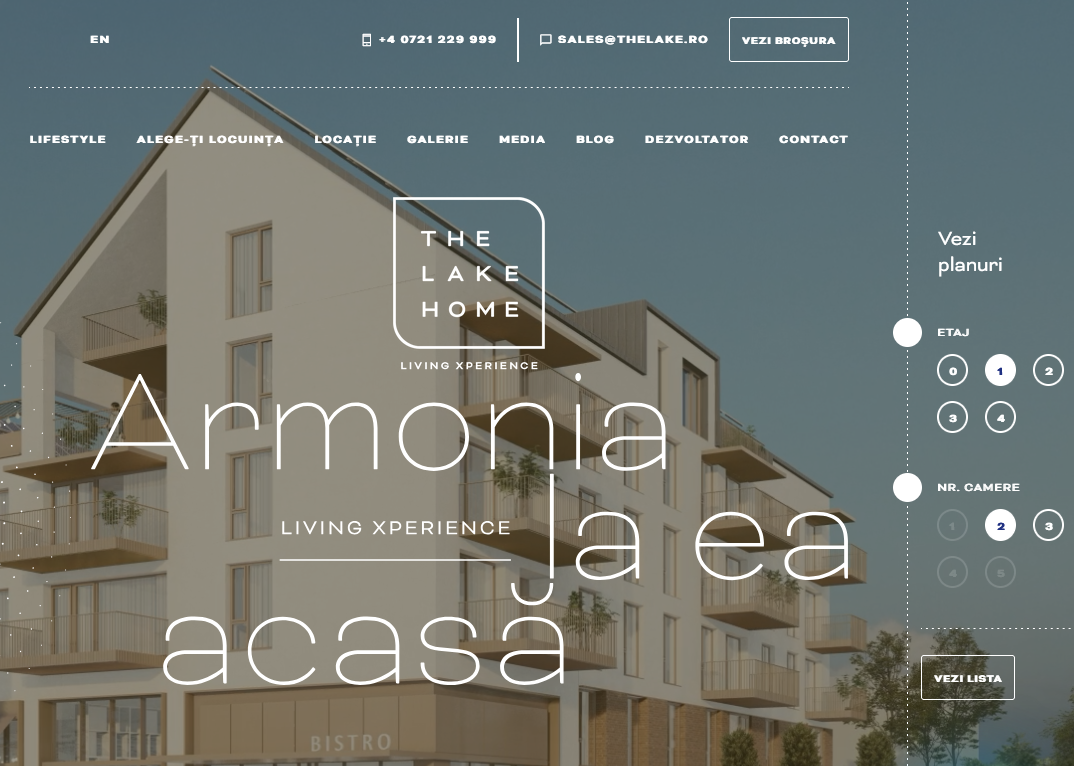 EN
+4 0721 229 999
SALES@THELAKE.RO
VEZI BROȘURA
LIFESTYLE ALEGE-ȚI LOCUINȚA LOCAȚIE GALERIE MEDIA BLOG DEZVOLTATOR CONTACT
THE
LAKE
HOME
LIVING XPERIENCE
Armonia
LIVING XPERIENCE
la ea
acasă
BISTRO
Vezi
planuri
ETAJ
0 1 2
3 4
NR. CAMERE
1 2 3
4 5
VEZI LISTA